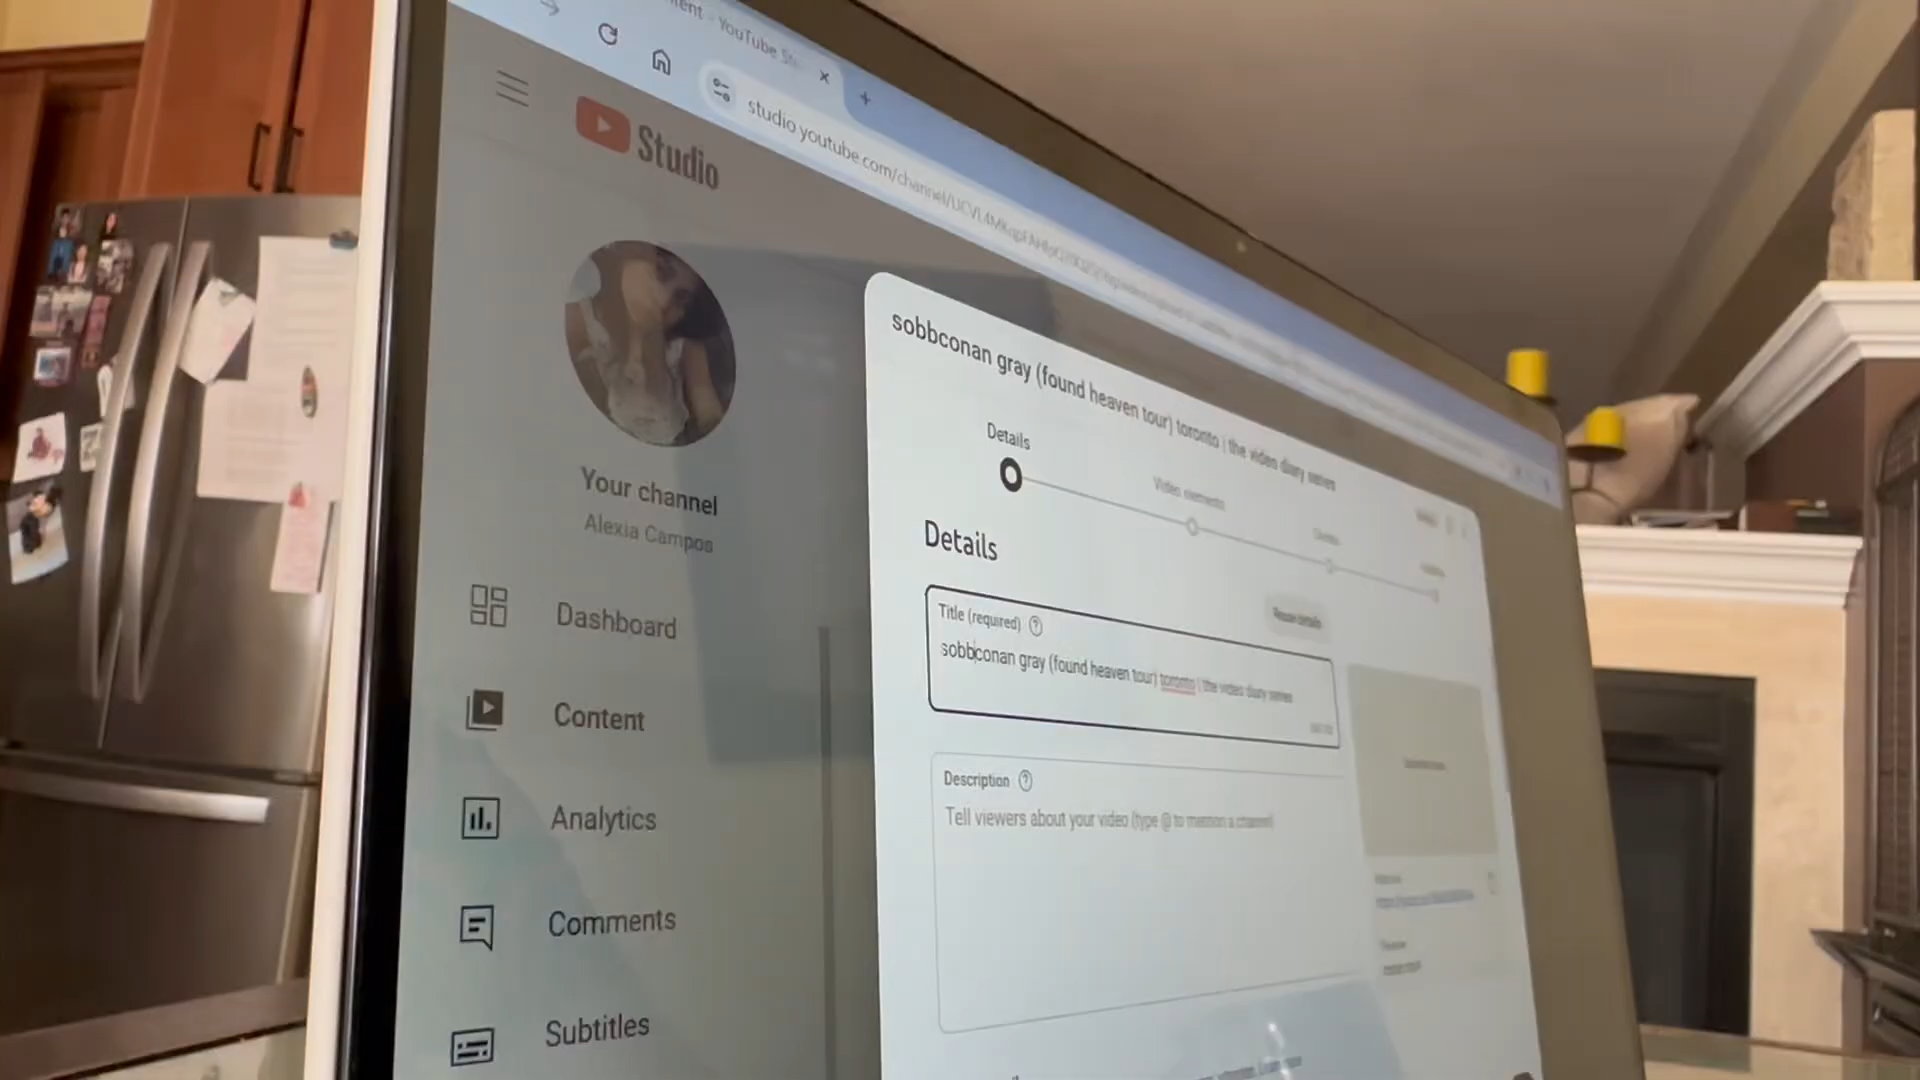 YouTube
studio.youtube.com/channel/
Studio
sobbconan gray (found heaven tour) toronto | the video diary series
Details
Video elements
Your channel
Alexia Campos
Details
Reuse details
Title (required)
sobbconan gray (found heaven tour) toronto | the video diary series
Dashboard
Content
Description
Tell viewers about your video (type @ to mention a channel)
Analytics
Comments
Subtitles